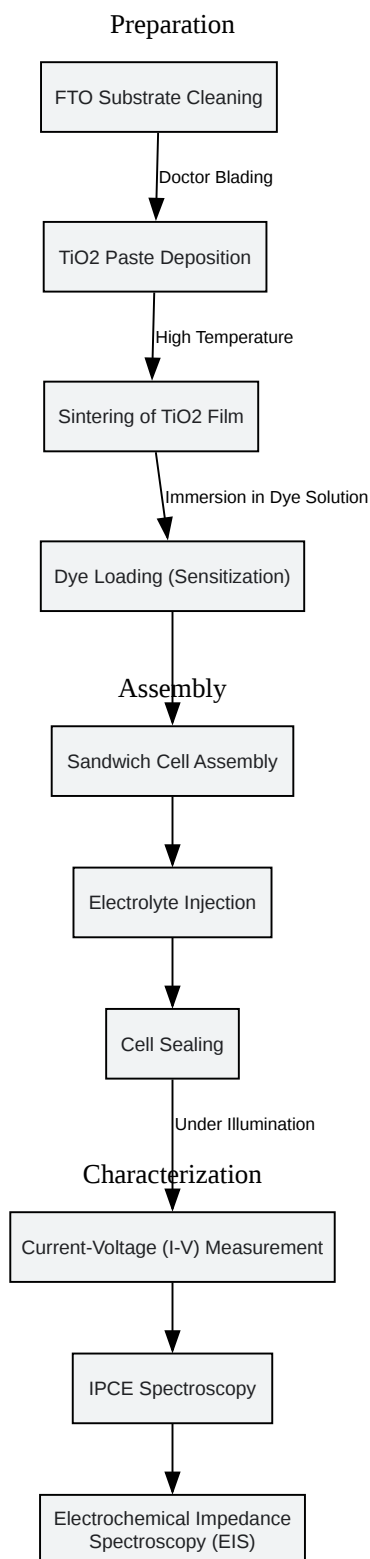 Preparation
FTO Substrate Cleaning
Doctor Blading
TiO2 Paste Deposition
High Temperature
Sintering of TiO2 Film
Immersion in Dye Solution
Dye Loading (Sensitization)
Assembly
Sandwich Cell Assembly
Electrolyte Injection
Cell Sealing
Under Illumination
Characterization
Current-Voltage (I-V) Measurement
IPCE Spectroscopy
Electrochemical Impedance
Spectroscopy (EIS)